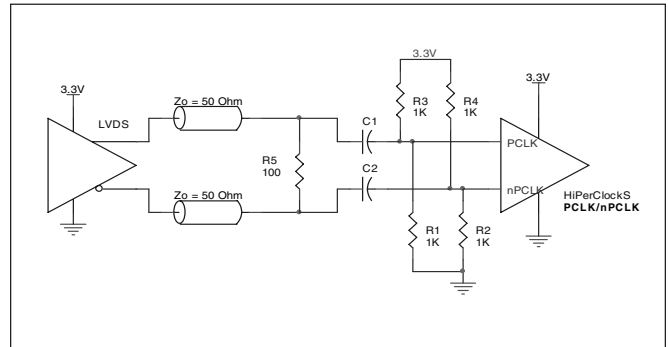 3.3V
3.3V
3.3V
Zo = 50 Ohm
LVDS
R3
1K
R4
1K
C1
PCLK
R5
100
C2
Zo = 50 Ohm
nPCLK
HiPerClockS
PCLK/nPCLK
R1
1K
R2
1K